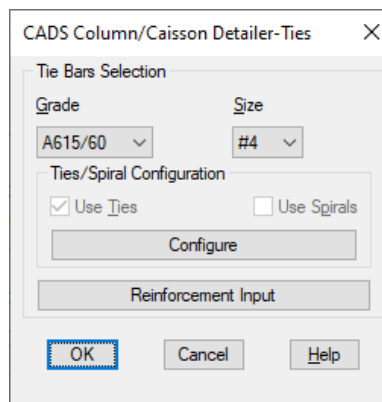 CADS Column/Caisson Detailer-Ties
Tie Bars Selection
Grade Size
A615/60 #4
Ties/Spiral Configuration
Use Ties Use Spirals
Configure
Reinforcement Input
OK Cancel Help